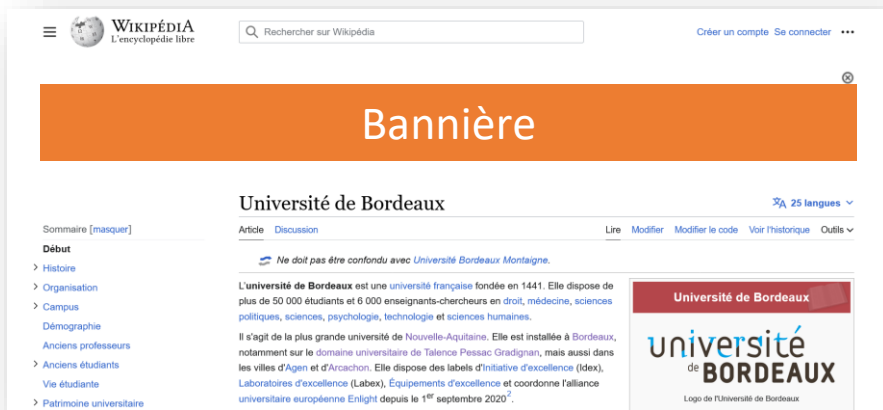 WIKIPÉDIA
L'encyclopédie libre
Rechercher sur Wikipédia
Créer un compte Se connecter
Bannière
Université de Bordeaux
25 langues
Sommaire [masquer]
Article Discussion
Lire Modifier Modifier le code Voir l'historique Outils
Début
Histoire
Organisation
Campus
Démographie
Anciens professeurs
Anciens étudiants
Vie étudiante
Patrimoine universitaire
Ne doit pas être confondu avec Université Bordeaux Montaigne.
L'université de Bordeaux est une université française fondée en 1441. Elle dispose de
plus de 50 000 étudiants et 6 000 enseignants-chercheurs en droit, médecine, sciences
politiques, sciences, psychologie, technologie et sciences humaines.
Il s'agit de la plus grande université de Nouvelle-Aquitaine. Elle est installée à Bordeaux,
notamment sur le domaine universitaire de Talence Pessac Gradignan, mais aussi dans
les villes d'Agen et d'Arcachon. Elle dispose des labels d'Initiative d'excellence (Idex),
Laboratoires d'excellence (Labex), Équipements d'excellence et coordonne l'alliance
universitaire européenne Enlight depuis le 1er septembre 2020².
Université de Bordeaux
université
de BORDEAUX
Logo de l'Université de Bordeaux